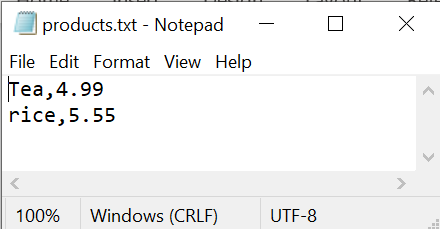 products.txt - Notepad
File Edit Format View Help
Tea,4.99
rice,5.55
100% Windows (CRLF) UTF-8